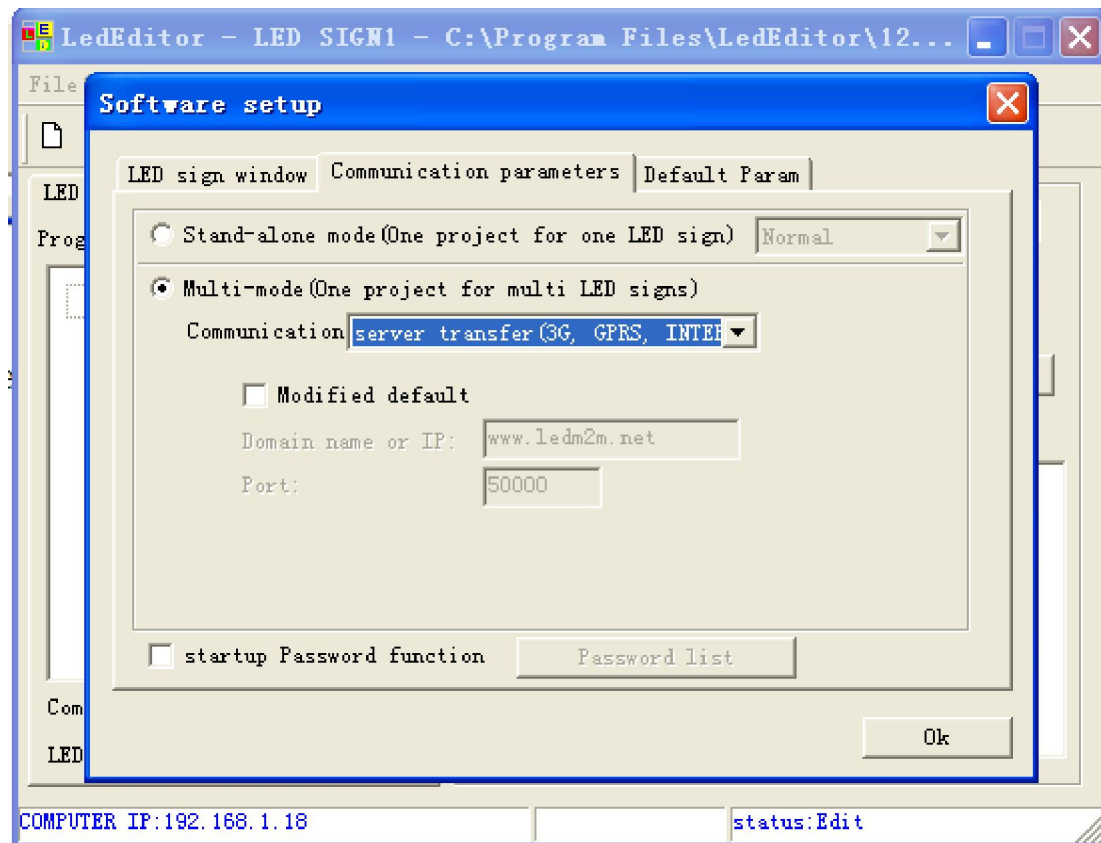 LedEditor - LED SIGN1 - C:\Program Files\LedEditor\12...
File
Software setup
LED sign window Communication parameters Default Param
LED
Prog
Stand-alone mode(One project for one LED sign) Normal
Multi-mode(One project for multi LED signs)
Communication server transfer(3G, GPRS, INTE
Modified default
Domain name or IP: www.ledm2m.net
Port: 50000
startup Password function Password list
Com
Ok
LED
COMPUTER IP:192.168.1.18 status:Edit